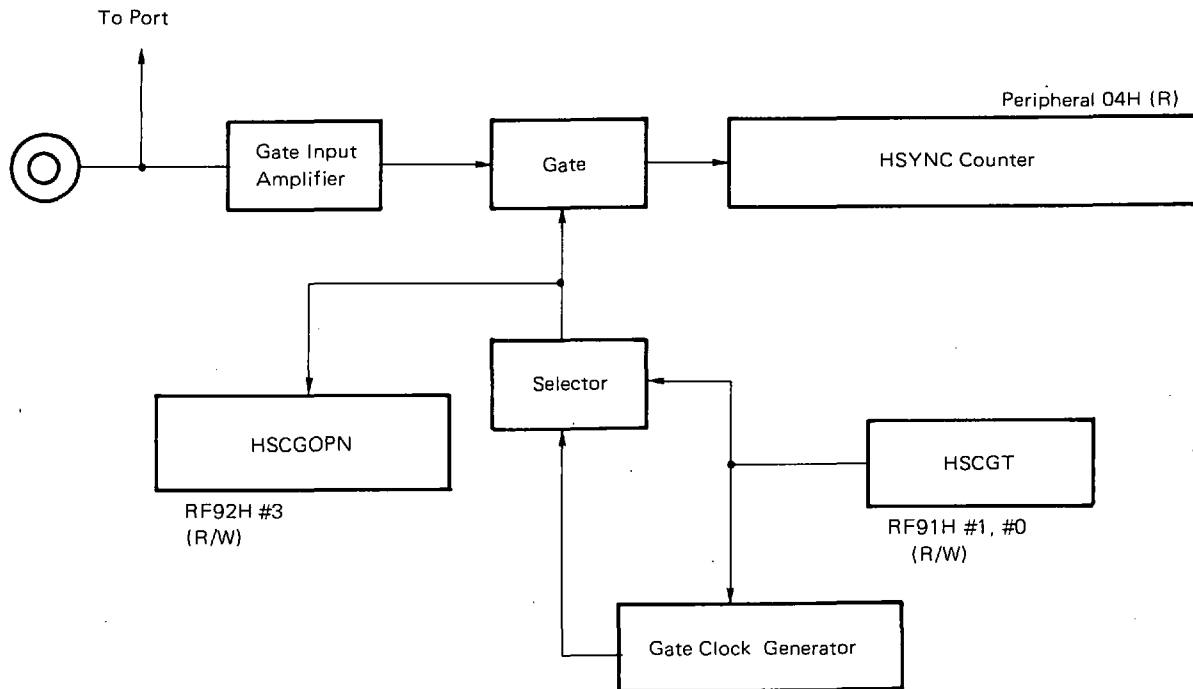 To Port
Peripheral 04H (R)
Gate Input
Amplifier
Gate
HSYNC Counter
Selector
HSCGOPN
HSCGT
RF92H #3
(R/W)
RF91H #1, #0
(R/W)
Gate Clock Generator